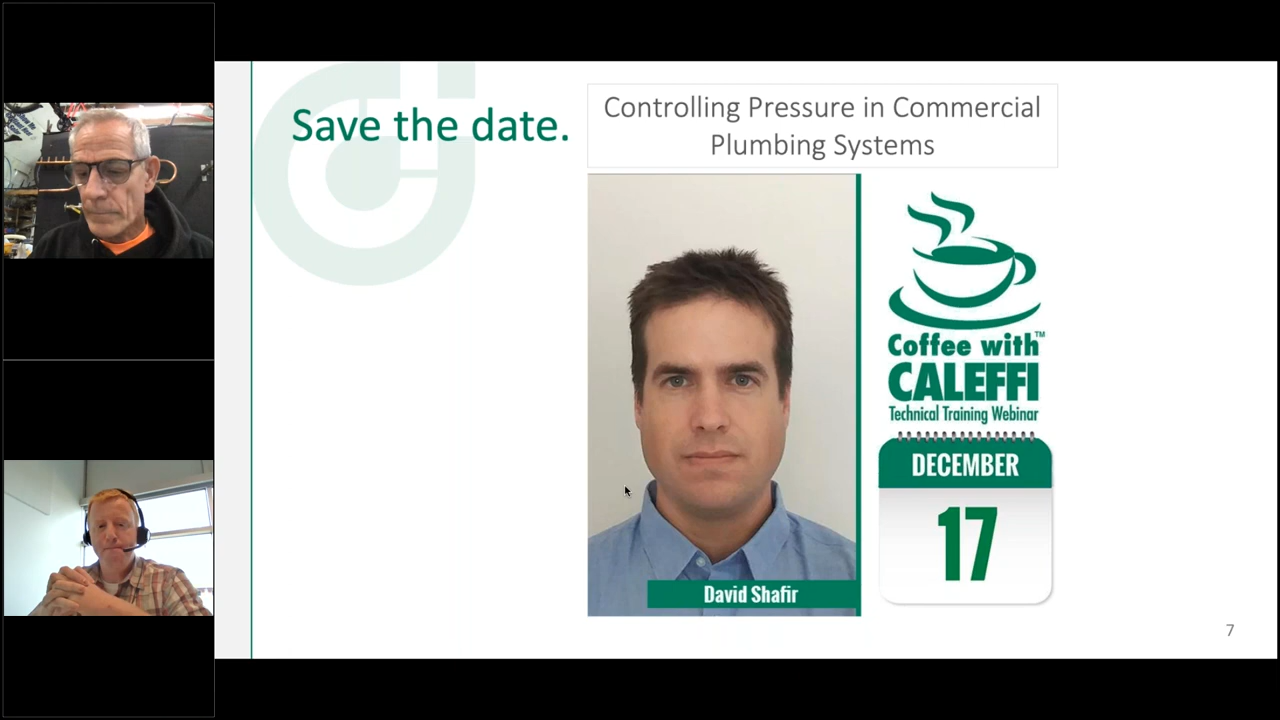 Save the date.
Controlling Pressure in Commercial
Plumbing Systems
Coffee with™
CALEFFI
Technical Training Webinar
DECEMBER
17
David Shafir
7